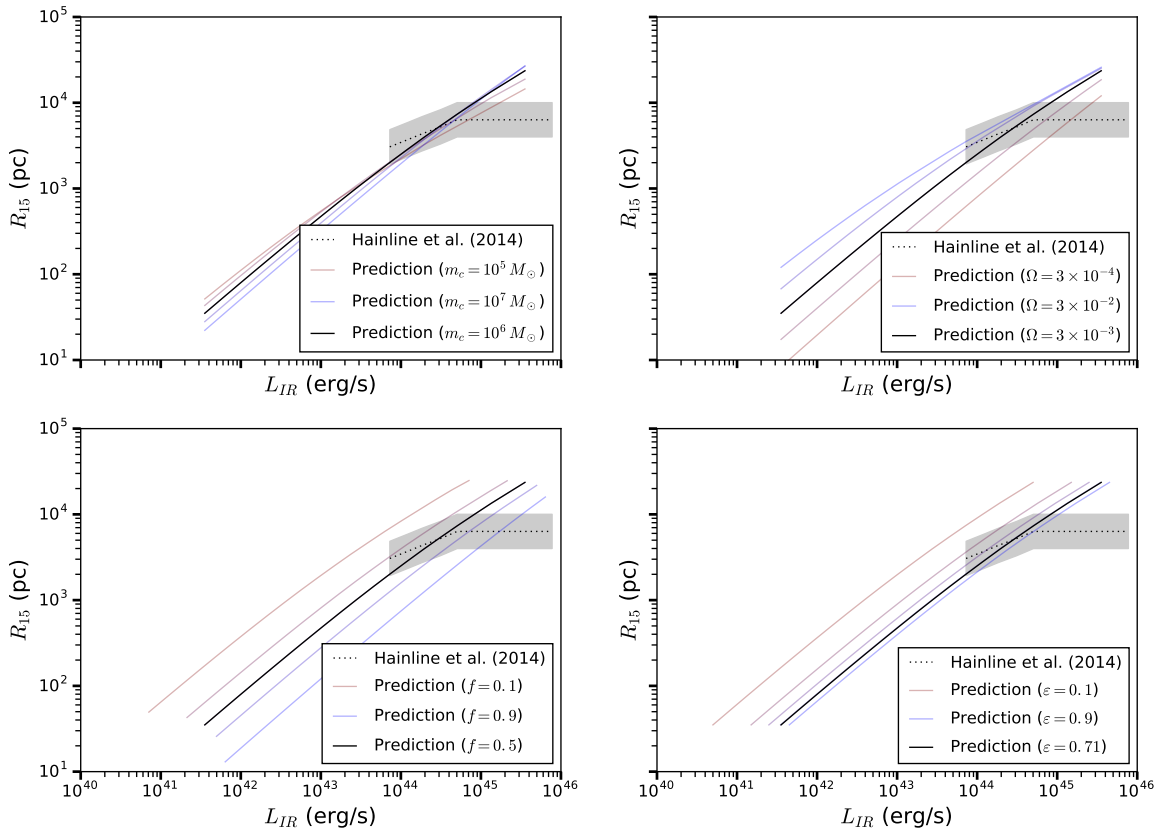 10^5
10^4
10^3
10^2
10^1
R_15 (pc)
Hainline et al. (2014)
Prediction (m_c = 10^5 M_⊙)
Prediction (m_c = 10^7 M_⊙)
Prediction (m_c = 10^6 M_⊙)
L_IR (erg/s)
R_15 (pc)
Hainline et al. (2014)
Prediction (Ω = 3 × 10^−4)
Prediction (Ω = 3 × 10^−2)
Prediction (Ω = 3 × 10^−3)
L_IR (erg/s)
10^5
10^4
10^3
10^2
10^1
R_15 (pc)
Hainline et al. (2014)
Prediction (f = 0.1)
Prediction (f = 0.9)
Prediction (f = 0.5)
10^40 10^41 10^42 10^43 10^44 10^45 10^46
L_IR (erg/s)
R_15 (pc)
Hainline et al. (2014)
Prediction (ε = 0.1)
Prediction (ε = 0.9)
Prediction (ε = 0.71)
10^40 10^41 10^42 10^43 10^44 10^45 10^46
L_IR (erg/s)